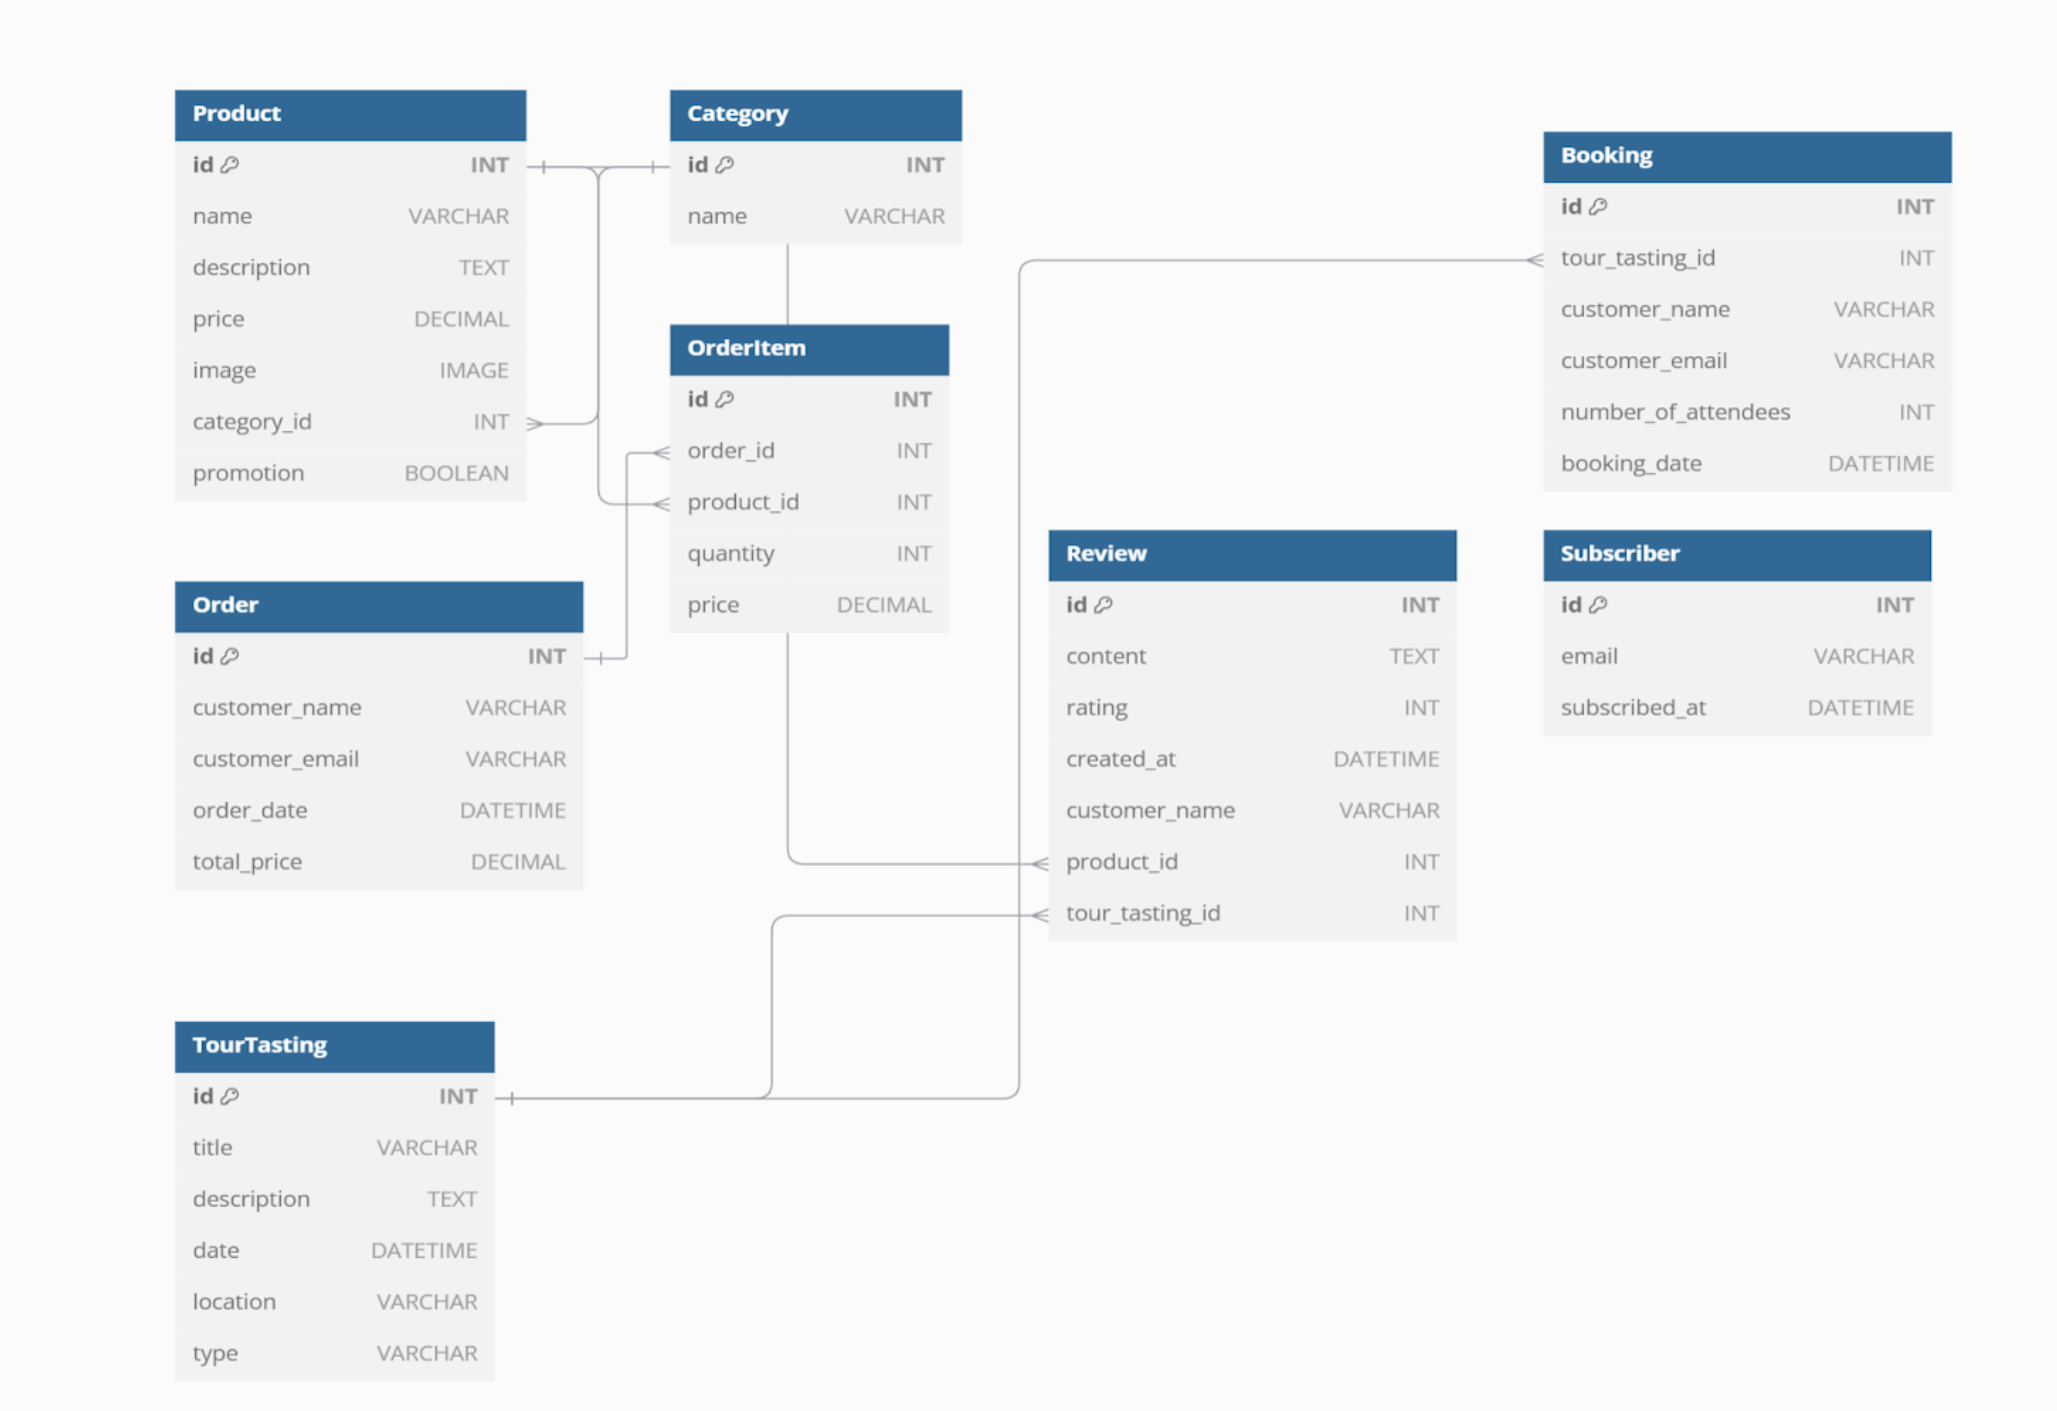 Product
id INT
name VARCHAR
description TEXT
price DECIMAL
image IMAGE
category_id INT
promotion BOOLEAN
Category
id INT
name VARCHAR
OrderItem
id INT
order_id INT
product_id INT
quantity INT
price DECIMAL
Booking
id INT
tour_tasting_id INT
customer_name VARCHAR
customer_email VARCHAR
number_of_attendees INT
booking_date DATETIME
Order
id INT
customer_name VARCHAR
customer_email VARCHAR
order_date DATETIME
total_price DECIMAL
Review
id INT
content TEXT
rating INT
created_at DATETIME
customer_name VARCHAR
product_id INT
tour_tasting_id INT
Subscriber
id INT
email VARCHAR
subscribed_at DATETIME
TourTasting
id INT
title VARCHAR
description TEXT
date DATETIME
location VARCHAR
type VARCHAR